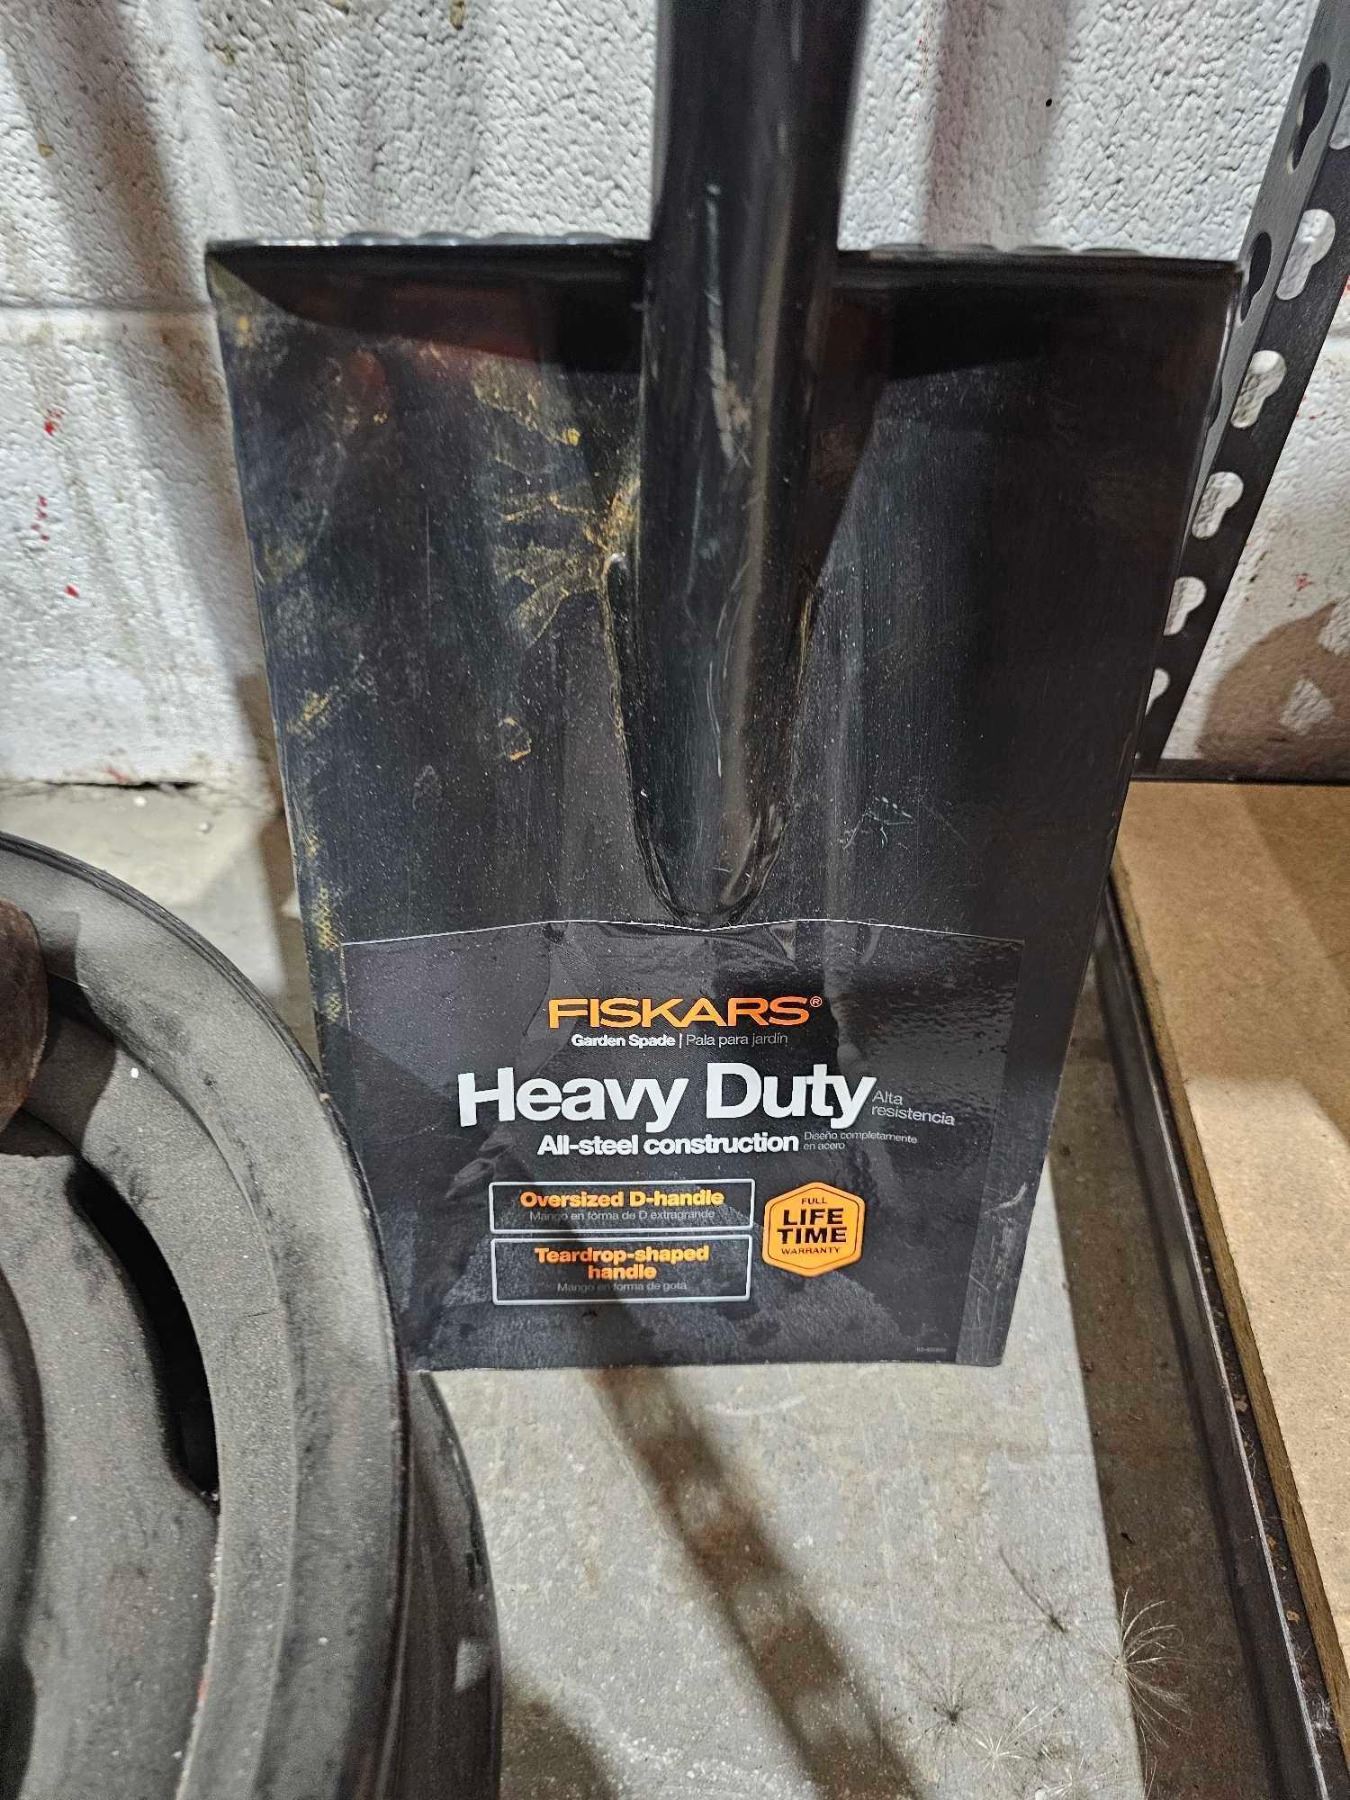 FISKARS®
Garden Spade | Pala para jardín
Heavy Duty Alta resistencia
All-steel construction Diseño completamente en acero
Oversized D-handle
Mango en forma de D extragrande
Teardrop-shaped
handle
Mango en forma de gota
FULL
LIFE
TIME
WARRANTY